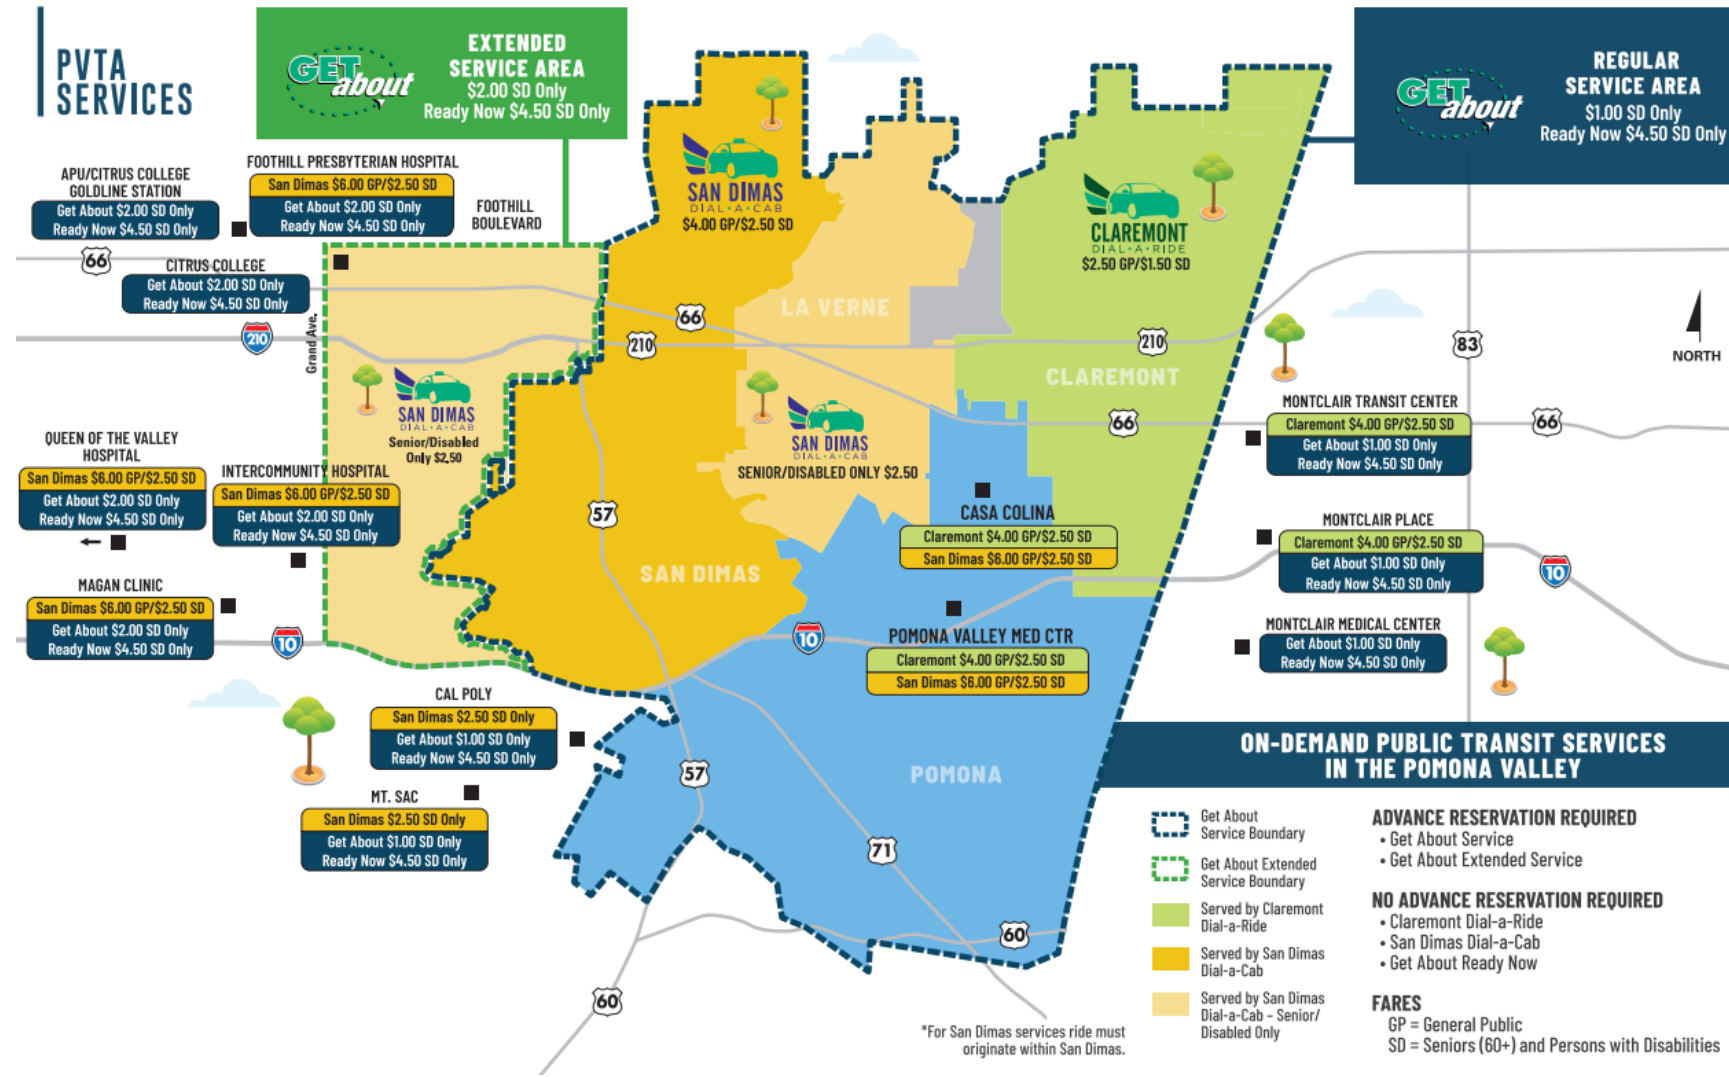 PVTA
SERVICES
GET
about
EXTENDED
SERVICE AREA
$2.00 SD Only
Ready Now $4.50 SD Only
GET
about
REGULAR
SERVICE AREA
$1.00 SD Only
Ready Now $4.50 SD Only
APU/CITRUS COLLEGE
GOLDLINE STATION
Get About $2.00 SD Only
Ready Now $4.50 SD Only
FOOTHILL PRESBYTERIAN HOSPITAL
San Dimas $6.00 GP/$2.50 SD
Get About $2.00 SD Only
Ready Now $4.50 SD Only
FOOTHILL
BOULEVARD
66
CITRUS COLLEGE
Get About $2.00 SD Only
Ready Now $4.50 SD Only
210
Grand Ave.
SAN DIMAS
DIAL·A·CAB
$4.00 GP/$2.50 SD
CLAREMONT
DIAL·A·RIDE
$2.50 GP/$1.50 SD
LA VERNE
66
210
210
83
NORTH
CLAREMONT
66
66
SAN DIMAS
DIAL·A·CAB
Senior/Disabled
Only $2.50
SAN DIMAS
DIAL·A·CAB
SENIOR/DISABLED ONLY $2.50
MONTCLAIR TRANSIT CENTER
Claremont $4.00 GP/$2.50 SD
Get About $1.00 SD Only
Ready Now $4.50 SD Only
QUEEN OF THE VALLEY
HOSPITAL
San Dimas $6.00 GP/$2.50 SD
Get About $2.00 SD Only
Ready Now $4.50 SD Only
INTERCOMMUNITY HOSPITAL
San Dimas $6.00 GP/$2.50 SD
Get About $2.00 SD Only
Ready Now $4.50 SD Only
57
CASA COLINA
Claremont $4.00 GP/$2.50 SD
San Dimas $6.00 GP/$2.50 SD
MONTCLAIR PLACE
Claremont $4.00 GP/$2.50 SD
Get About $1.00 SD Only
Ready Now $4.50 SD Only
10
SAN DIMAS
MAGAN CLINIC
San Dimas $6.00 GP/$2.50 SD
Get About $2.00 SD Only
Ready Now $4.50 SD Only
10
10
POMONA VALLEY MED CTR
Claremont $4.00 GP/$2.50 SD
San Dimas $6.00 GP/$2.50 SD
MONTCLAIR MEDICAL CENTER
Get About $1.00 SD Only
Ready Now $4.50 SD Only
CAL POLY
San Dimas $2.50 SD Only
Get About $1.00 SD Only
Ready Now $4.50 SD Only
57
POMONA
MT. SAC
San Dimas $2.50 SD Only
Get About $1.00 SD Only
Ready Now $4.50 SD Only
71
60
60
*For San Dimas services ride must
originate within San Dimas.
ON-DEMAND PUBLIC TRANSIT SERVICES
IN THE POMONA VALLEY
Get About
Service Boundary
Get About Extended
Service Boundary
Served by Claremont
Dial-a-Ride
Served by San Dimas
Dial-a-Cab
Served by San Dimas
Dial-a-Cab – Senior/
Disabled Only
ADVANCE RESERVATION REQUIRED
• Get About Service
• Get About Extended Service
NO ADVANCE RESERVATION REQUIRED
• Claremont Dial-a-Ride
• San Dimas Dial-a-Cab
• Get About Ready Now
FARES
GP = General Public
SD = Seniors (60+) and Persons with Disabilities